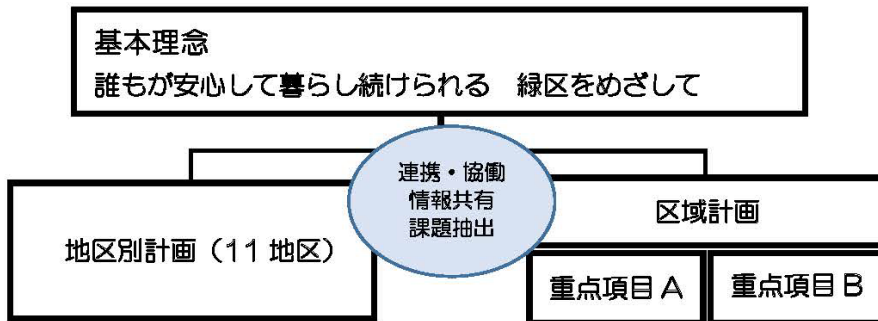 基本理念
誰もが安心して暮らし続けられる　緑区をめざして
連携・協働
情報共有
課題抽出
地区別計画（11 地区）
区域計画
重点項目 A
重点項目 B